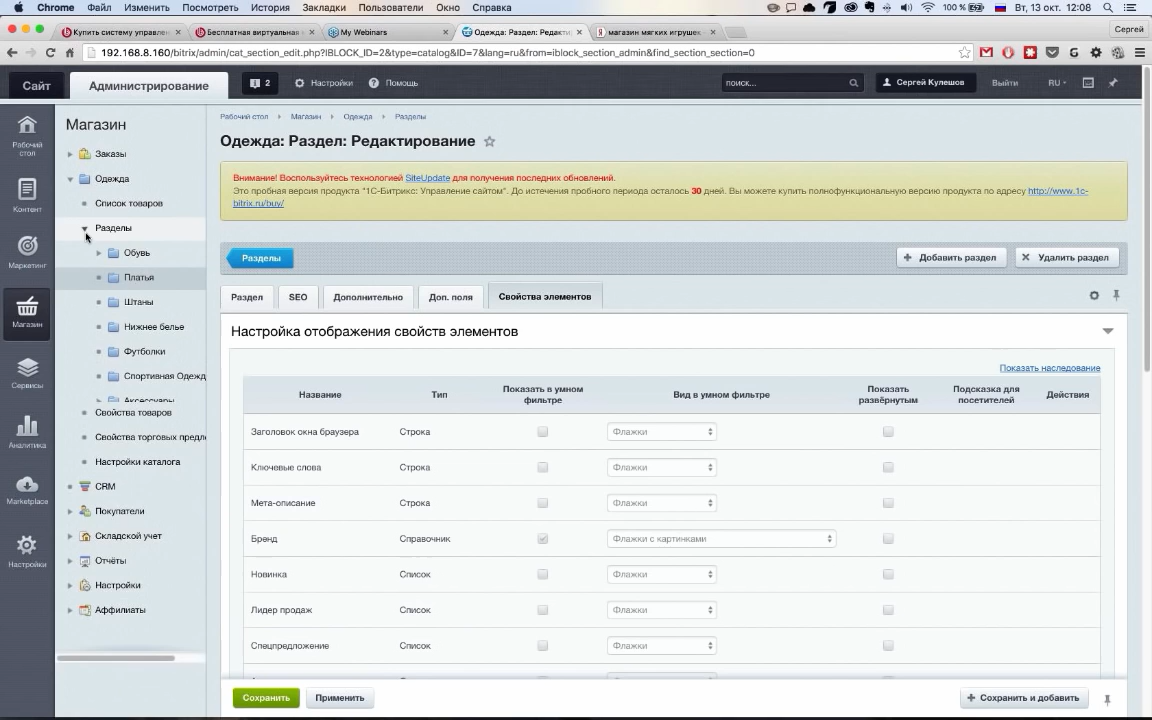 Chrome Файл Изменить Посмотреть История Закладки Пользователи Окно Справка 100 % Вт, 13 окт. 12:08
Купить систему управлен Бесплатная виртуальная My Webinars Одежда: Раздел: Редакти магазин мягких игрушек Сергей
192.168.8.160/bitrix/admin/cat_section_edit.php?IBLOCK_ID=2&type=catalog&ID=7&lang=ru&from=iblock_section_admin&find_section_section=0
Сайт Администрирование 2 Настройки Помощь поиск... Сергей Кулешов Выйти RU
Рабочий стол
Контент
Маркетинг
Магазин
Сервисы
Аналитика
Marketplace
Настройки
Магазин
Заказы
Одежда
Список товаров
Разделы
Обувь
Платья
Штаны
Нижнее белье
Футболки
Спортивная Одежд
Аксессуары
Свойства товаров
Свойства торговых предл
Настройки каталога
CRM
Покупатели
Складской учет
Отчёты
Настройки
Аффилиаты
Рабочий стол Магазин Одежда Разделы
Одежда: Раздел: Редактирование
Внимание! Воспользуйтесь технологией SiteUpdate для получения последних обновлений.
Это пробная версия продукта "1С-Битрикс: Управление сайтом". До истечения пробного периода осталось 30 дней. Вы можете купить полнофункциональную версию продукта по адресу http://www.1c-
bitrix.ru/buy/
Разделы Добавить раздел Удалить раздел
Раздел SEO Дополнительно Доп. поля Свойства элементов
Настройка отображения свойств элементов
Показать наследование
Название Тип Показать в умном фильтре Вид в умном фильтре Показать развёрнутым Подсказка для посетителей Действия
Заголовок окна браузера Строка Флажки
Ключевые слова Строка Флажки
Мета-описание Строка Флажки
Бренд Справочник Флажки с картинками
Новинка Список Флажки
Лидер продаж Список Флажки
Спецпредложение Список Флажки
Сохранить Применить Сохранить и добавить